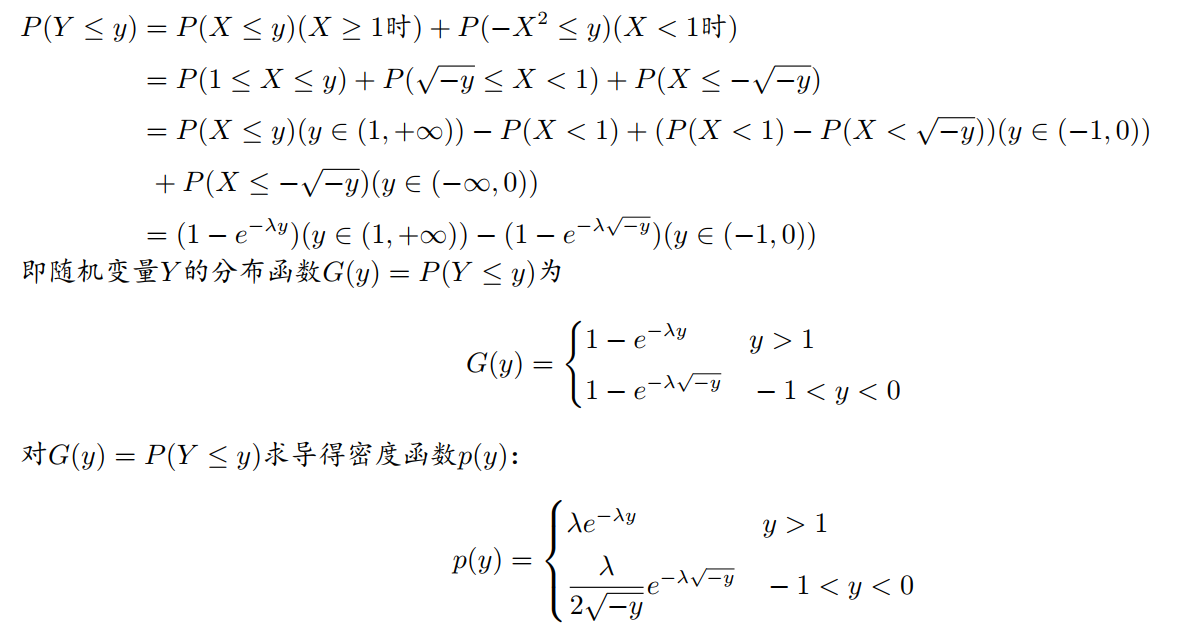 P(Y ≤ y) = P(X ≤ y)(X ≥ 1时) + P(−X² ≤ y)(X < 1时)
= P(1 ≤ X ≤ y) + P(√−y ≤ X < 1) + P(X ≤ −√−y)
= P(X ≤ y)(y ∈ (1, +∞)) − P(X < 1) + (P(X < 1) − P(X < √−y))(y ∈ (−1, 0))
+ P(X ≤ −√−y)(y ∈ (−∞, 0))
= (1 − e^{−λy})(y ∈ (1, +∞)) − (1 − e^{−λ√−y})(y ∈ (−1, 0))
即随机变量Y的分布函数G(y) = P(Y ≤ y)为
G(y) = { 1 − e^{−λy} y > 1
1 − e^{−λ√−y} − 1 < y < 0
对G(y) = P(Y ≤ y)求导得密度函数p(y)：
p(y) = { λe^{−λy} y > 1
λ/(2√−y) e^{−λ√−y} − 1 < y < 0